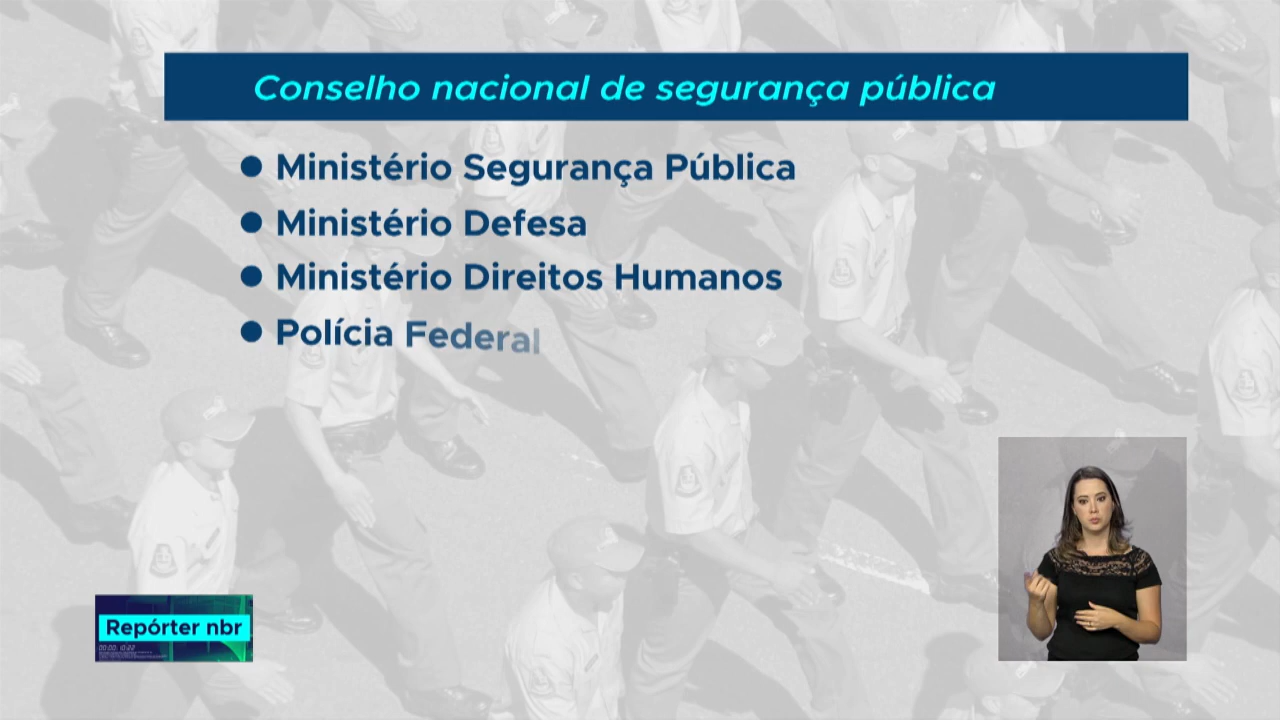 Conselho nacional de segurança pública
● Ministério Segurança Pública
● Ministério Defesa
● Ministério Direitos Humanos
● Polícia Federal
Repórter nbr